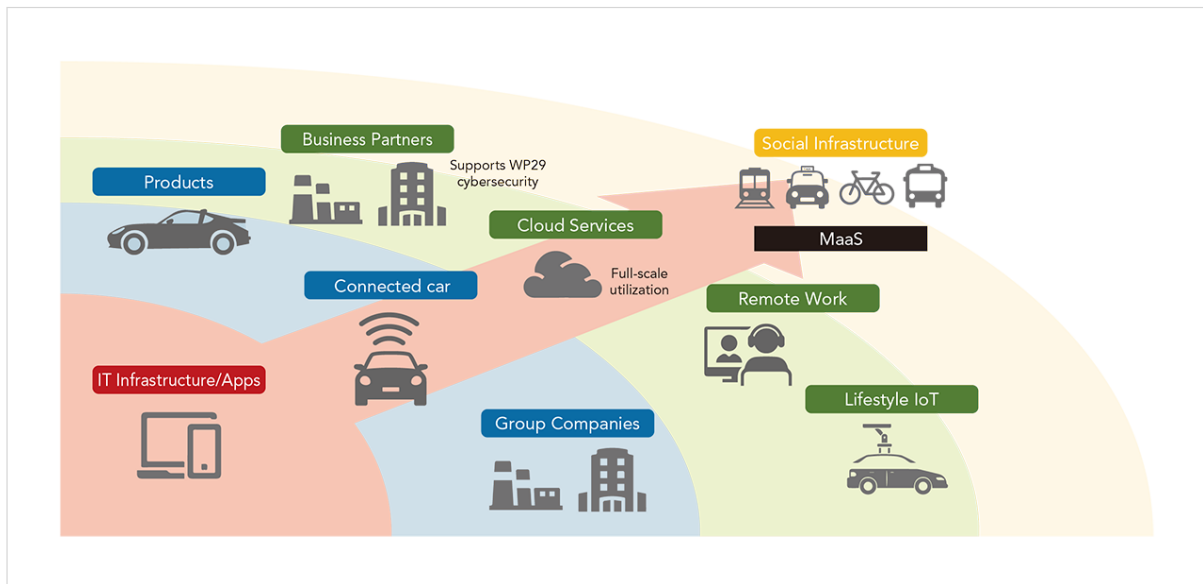 Business Partners
Supports WP29
cybersecurity
Social Infrastructure
Products
Cloud Services
MaaS
Connected car
Full-scale
utilization
Remote Work
IT Infrastructure/Apps
Lifestyle IoT
Group Companies